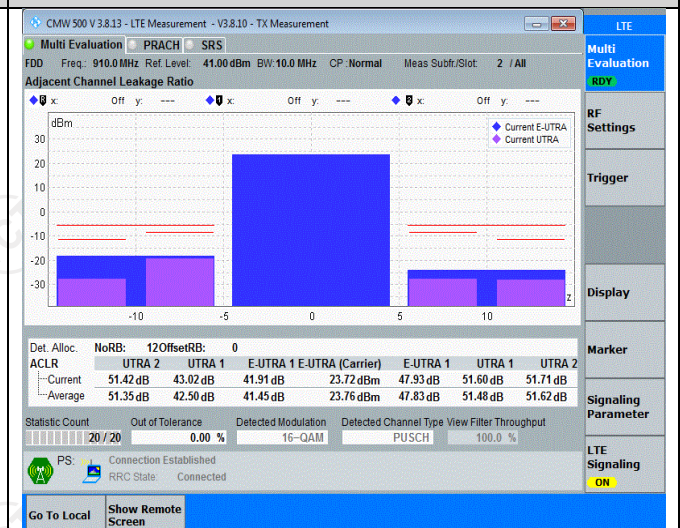 CMW 500 V 3.8.13 - LTE Measurement - V3.8.10 - TX Measurement
LTE
Multi Evaluation PRACH SRS
FDD Freq.: 910.0 MHz Ref. Level: 41.00 dBm BW: 10.0 MHz CP : Normal Meas Subfr./Slot: 2 / All
Adjacent Channel Leakage Ratio
x: Off y: --- x: Off y: --- x: Off y: ---
dBm
Current E-UTRA
Current UTRA
30
20
10
0
-10
-20
-30
z
-10 -5 0 5 10
Det. Alloc. NoRB: 12 OffsetRB: 0
ACLR UTRA 2 UTRA 1 E-UTRA 1 E-UTRA (Carrier) E-UTRA 1 UTRA 1 UTRA 2
Current 51.42 dB 43.02 dB 41.91 dB 23.72 dBm 47.93 dB 51.60 dB 51.71 dB
Average 51.35 dB 42.50 dB 41.45 dB 23.76 dBm 47.83 dB 51.48 dB 51.62 dB
Statistic Count Out of Tolerance Detected Modulation Detected Channel Type View Filter Throughput
20 / 20 0.00 % 16-QAM PUSCH 100.0 %
PS: Connection Established
RRC State: Connected
Multi
Evaluation
RDY
RF
Settings
Trigger
Display
Marker
Signaling
Parameter
LTE
Signaling
ON
Go To Local
Show Remote
Screen